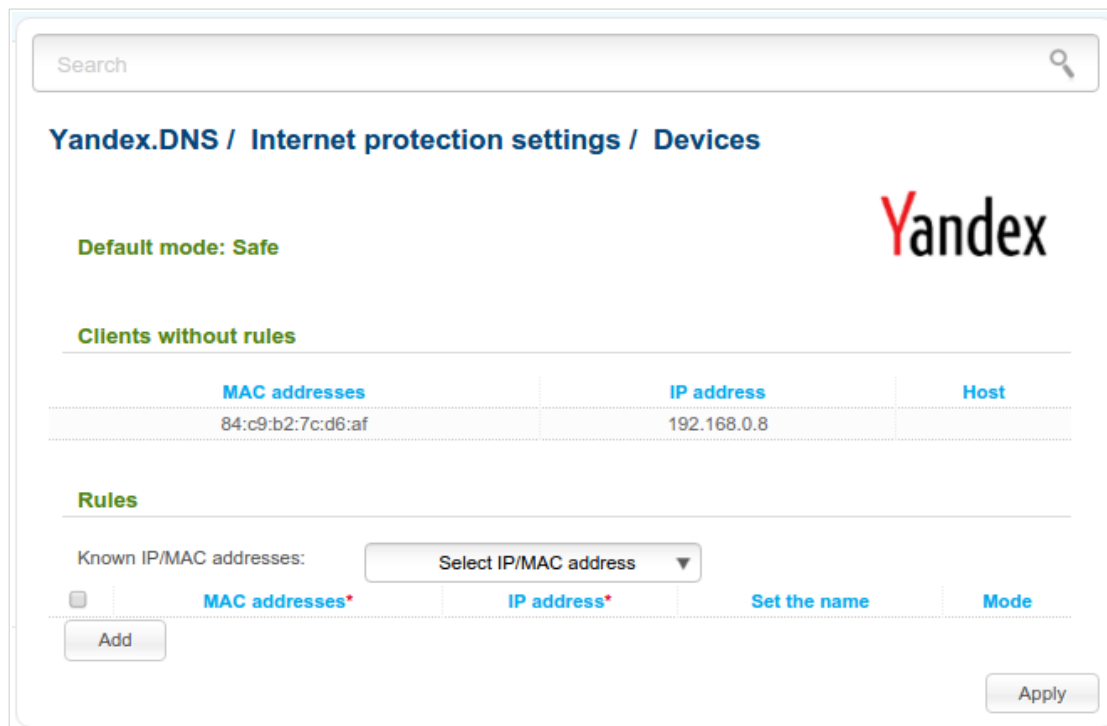 Search
Yandex.DNS / Internet protection settings / Devices
Yandex
Default mode: Safe
Clients without rules
MAC addresses IP address Host
84:c9:b2:7c:d6:af 192.168.0.8
Rules
Known IP/MAC addresses: Select IP/MAC address
MAC addresses* IP address* Set the name Mode
Add
Apply